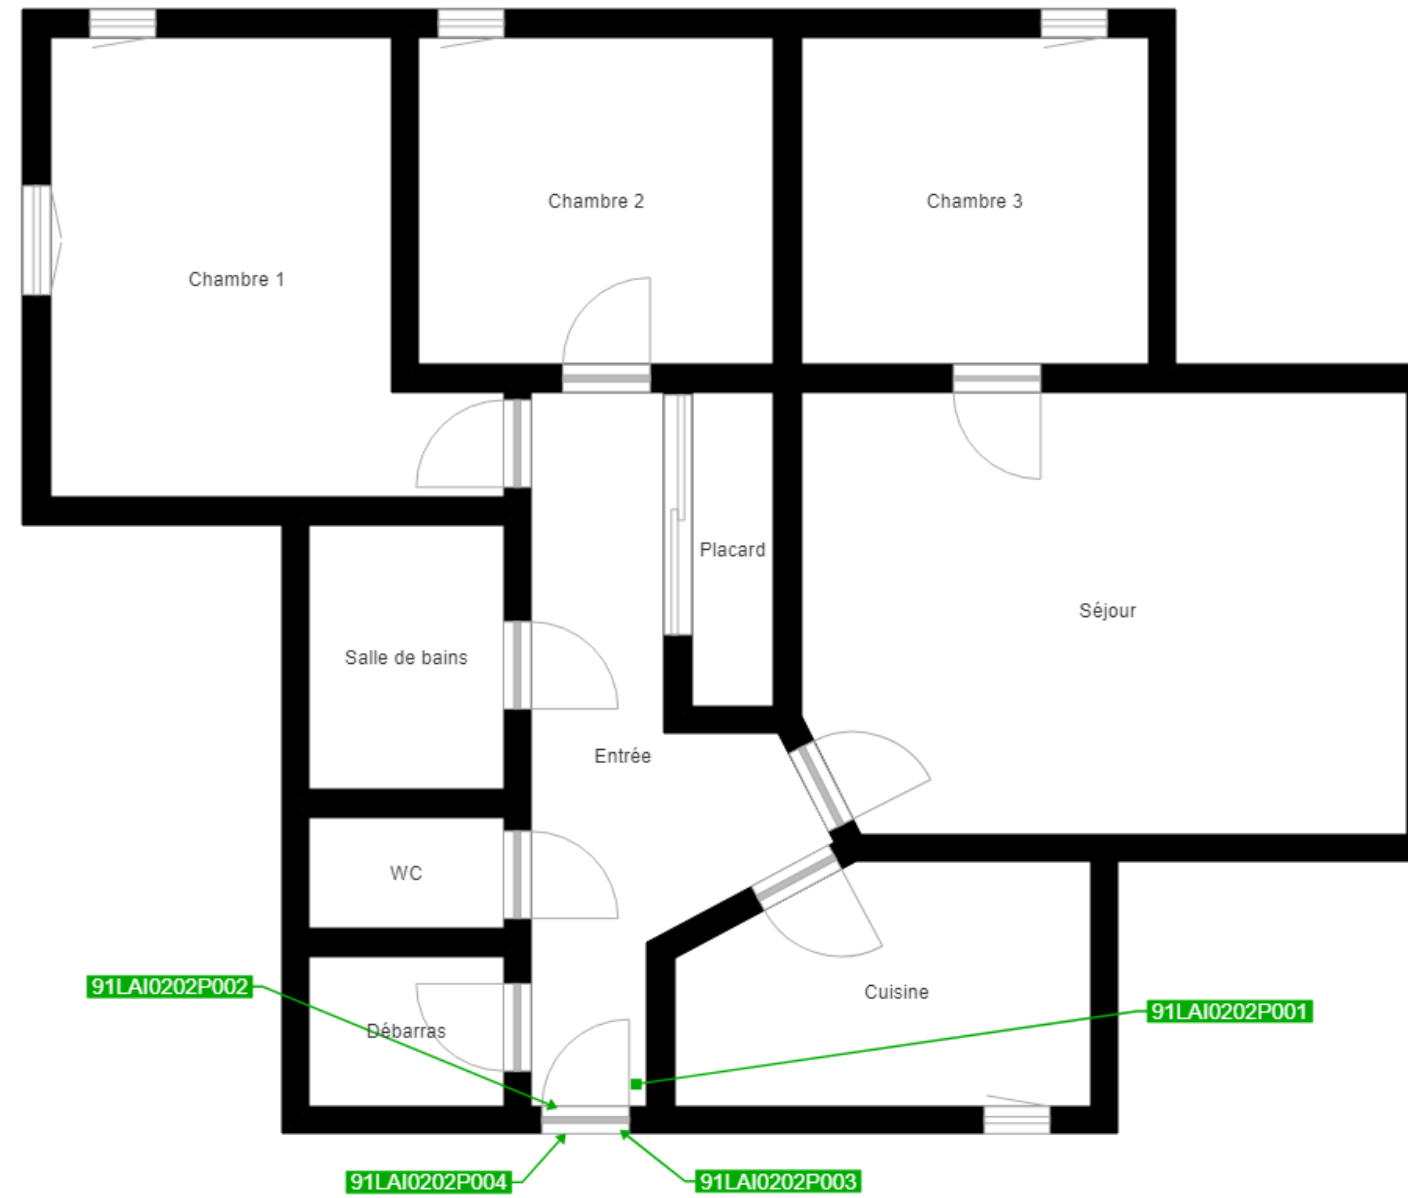 Chambre 2
Chambre 3
Chambre 1
Placard
Séjour
Salle de bains
Entrée
WC
91LAI0202P002
Cuisine
91LAI0202P001
Débarras
91LAI0202P004
91LAI0202P003